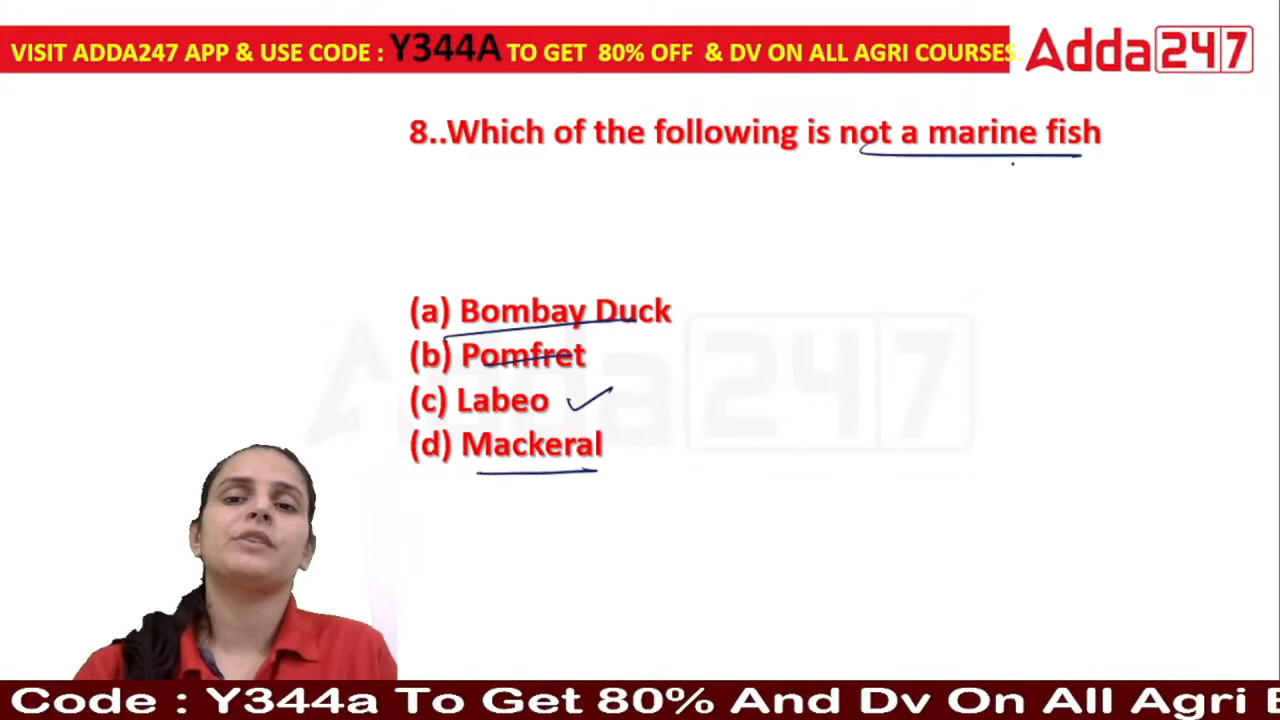 VISIT ADDA247 APP & USE CODE : Y344A TO GET 80% OFF & DV ON ALL AGRI COURSES.
Adda247
8..Which of the following is not a marine fish
(a) Bombay Duck
(b) Pomfret
(c) Labeo
(d) Mackeral
Adda247
Code : Y344a To Get 80% And Dv On All Agri